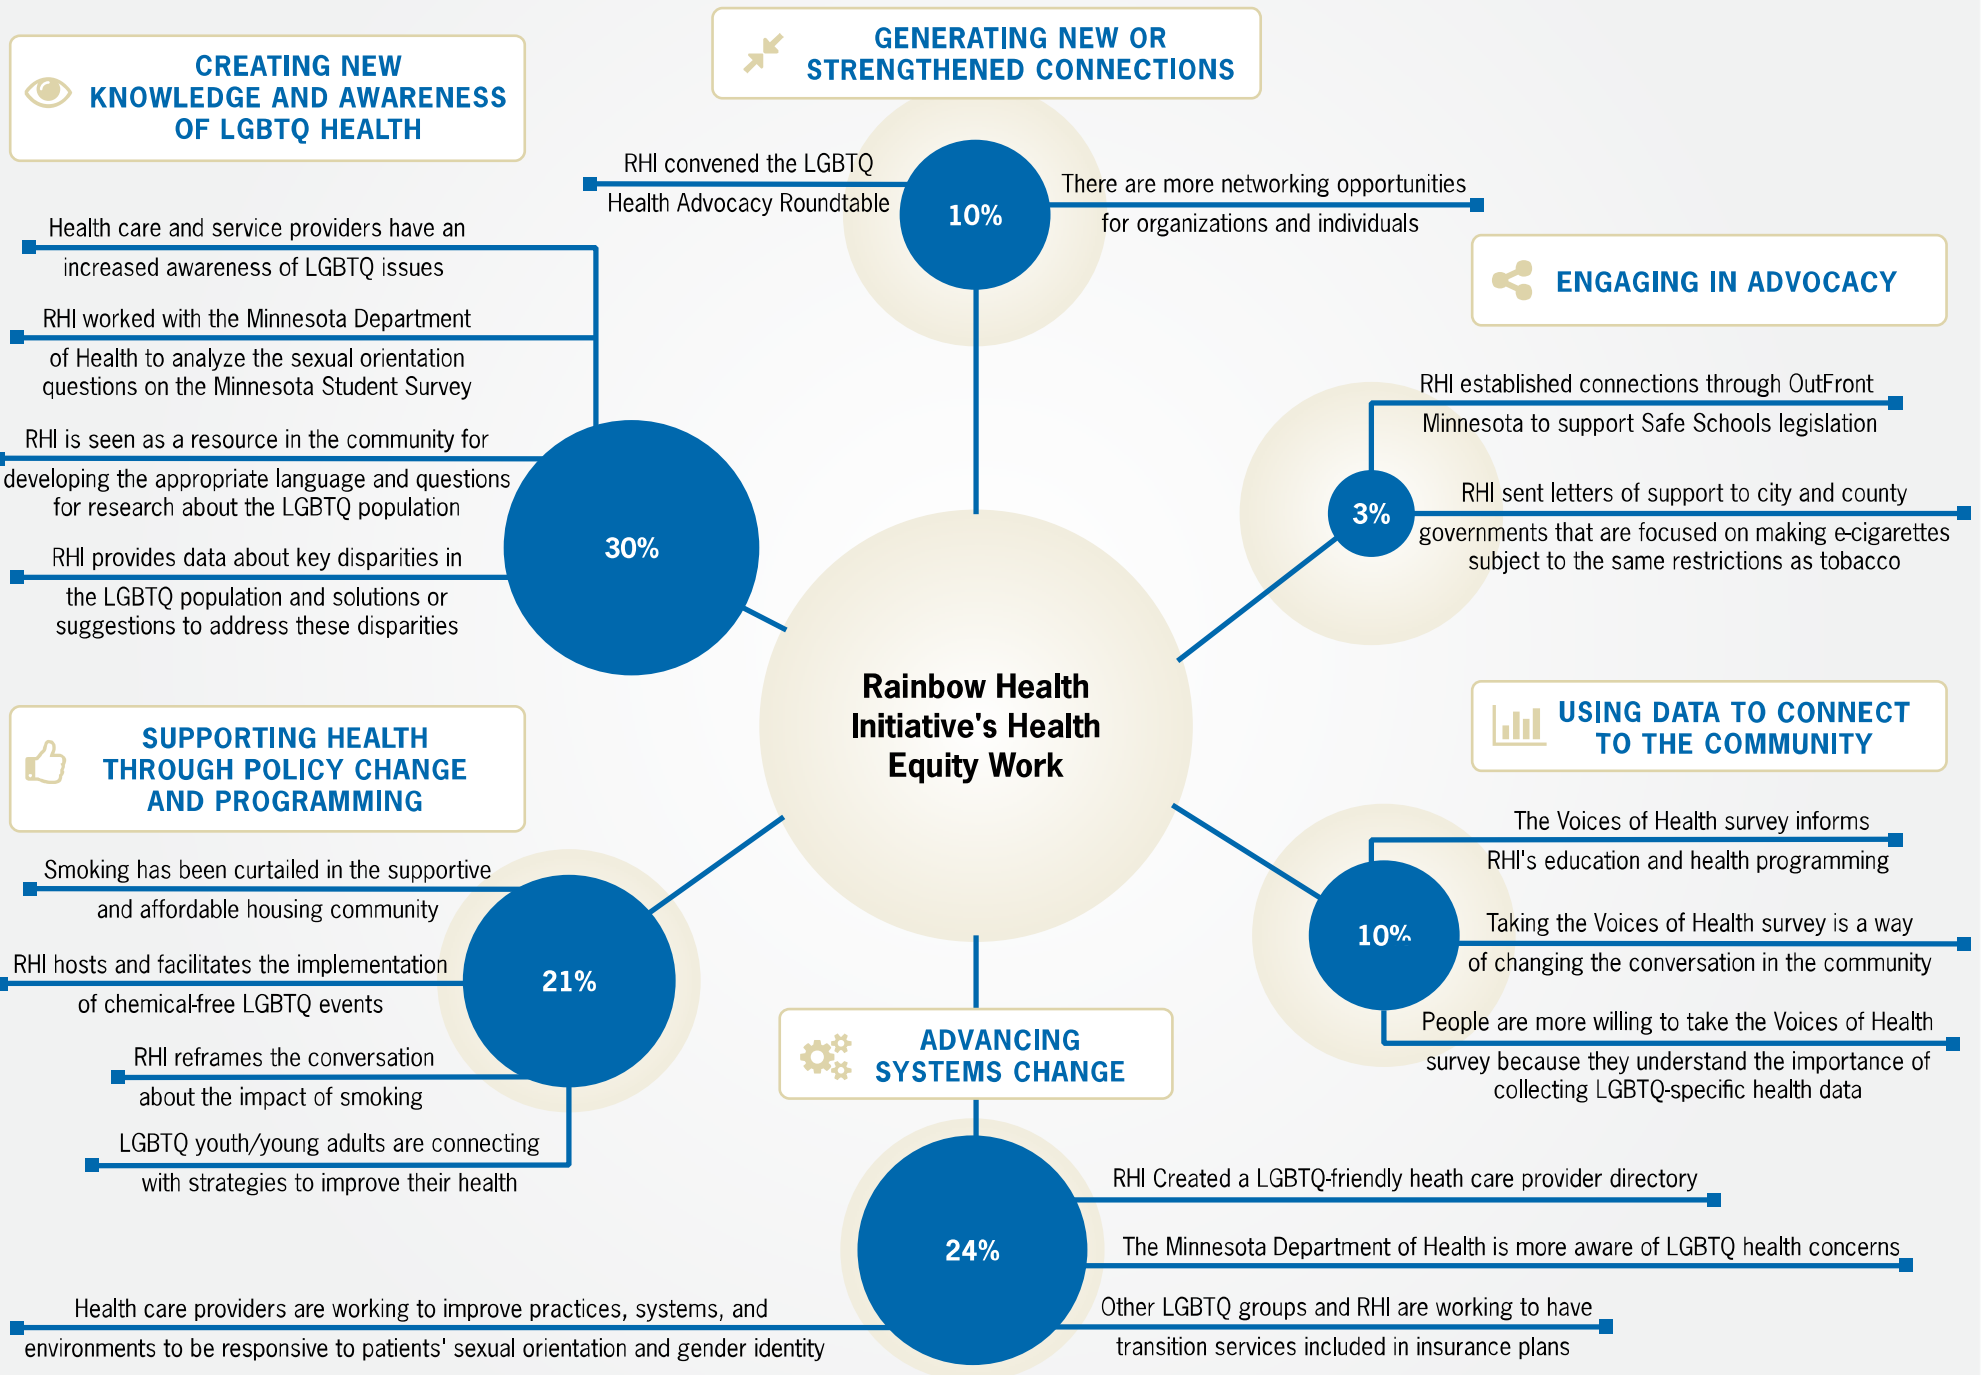 GENERATING NEW OR
STRENGTHENED CONNECTIONS
RHI convened the LGBTQ
Health Advocacy Roundtable
10%
There are more networking opportunities
for organizations and individuals
CREATING NEW
KNOWLEDGE AND AWARENESS
OF LGBTQ HEALTH
Health care and service providers have an
increased awareness of LGBTQ issues
RHI worked with the Minnesota Department
of Health to analyze the sexual orientation
questions on the Minnesota Student Survey
RHI is seen as a resource in the community for
developing the appropriate language and questions
for research about the LGBTQ population
RHI provides data about key disparities in
the LGBTQ population and solutions or
suggestions to address these disparities
30%
ENGAGING IN ADVOCACY
RHI established connections through OutFront
Minnesota to support Safe Schools legislation
3%
RHI sent letters of support to city and county
governments that are focused on making e-cigarettes
subject to the same restrictions as tobacco
Rainbow Health
Initiative's Health
Equity Work
SUPPORTING HEALTH
THROUGH POLICY CHANGE
AND PROGRAMMING
Smoking has been curtailed in the supportive
and affordable housing community
RHI hosts and facilitates the implementation
of chemical-free LGBTQ events
21%
RHI reframes the conversation
about the impact of smoking
LGBTQ youth/young adults are connecting
with strategies to improve their health
USING DATA TO CONNECT
TO THE COMMUNITY
The Voices of Health survey informs
RHI's education and health programming
10%
Taking the Voices of Health survey is a way
of changing the conversation in the community
People are more willing to take the Voices of Health
survey because they understand the importance of
collecting LGBTQ-specific health data
ADVANCING
SYSTEMS CHANGE
24%
RHI Created a LGBTQ-friendly heath care provider directory
The Minnesota Department of Health is more aware of LGBTQ health concerns
Other LGBTQ groups and RHI are working to have
transition services included in insurance plans
Health care providers are working to improve practices, systems, and
environments to be responsive to patients' sexual orientation and gender identity